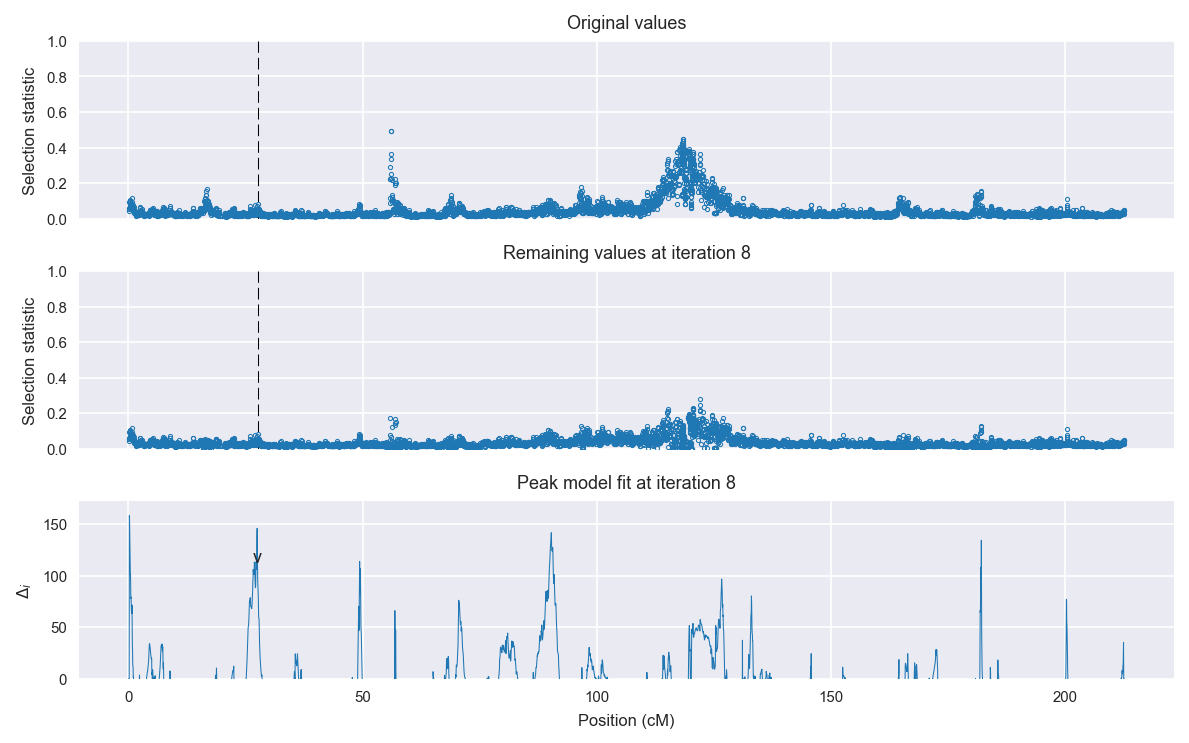 Original values
1.0
0.8
0.6
0.4
0.2
0.0
Selection statistic
Remaining values at iteration 8
1.0
0.8
0.6
0.4
0.2
0.0
Selection statistic
Peak model fit at iteration 8
150
100
50
0
Δi
v
0 50 100 150 200
Position (cM)